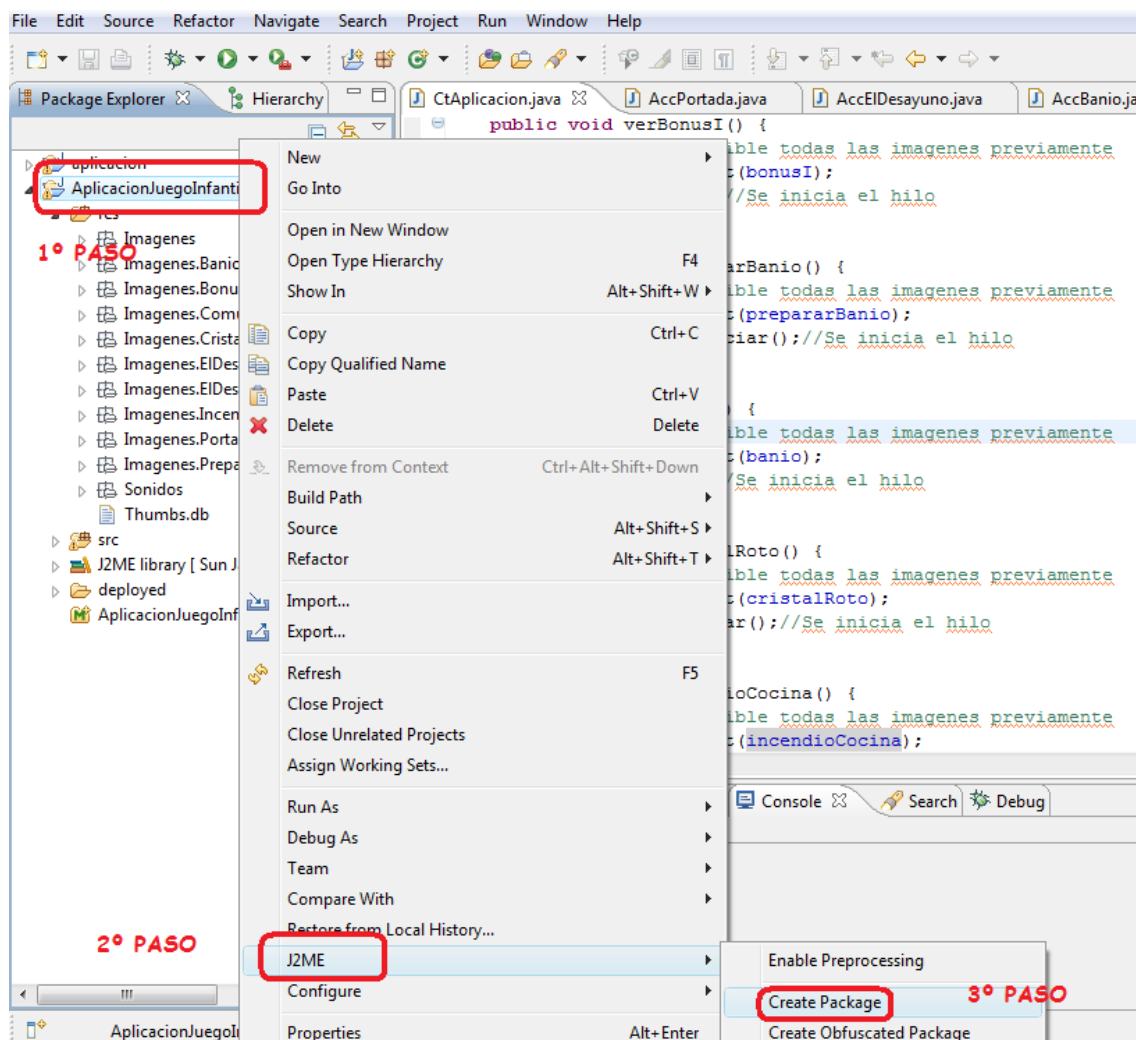 File Edit Source Refactor Navigate Search Project Run Window Help
Package Explorer
Hierarchy
CtAplicacion.java
AccPortada.java
AccElDesayuno.java
AccBanio.ja
aplicacion
AplicacionJuegoInfanti
res
Imagenes
1º PASO
Imagenes.Banic
Imagenes.Bonu
Imagenes.Comu
Imagenes.Crista
Imagenes.ElDes
Imagenes.ElDes
Imagenes.Incen
Imagenes.Porta
Imagenes.Prepa
Sonidos
Thumbs.db
src
J2ME library [ Sun J
deployed
AplicacionJuegoInf
2º PASO
New
Go Into
Open in New Window
Open Type Hierarchy F4
Show In Alt+Shift+W
Copy Ctrl+C
Copy Qualified Name
Paste Ctrl+V
Delete Delete
Remove from Context Ctrl+Alt+Shift+Down
Build Path
Source Alt+Shift+S
Refactor Alt+Shift+T
Import...
Export...
Refresh F5
Close Project
Close Unrelated Projects
Assign Working Sets...
Run As
Debug As
Team
Compare With
Restore from Local History...
J2ME
Configure
Properties Alt+Enter
Enable Preprocessing
Create Package
3º PASO
Create Obfuscated Package
public void verBonusI() {
ible todas las imagenes previamente
t(bonusI);
//Se inicia el hilo
arBanio() {
ible todas las imagenes previamente
t(prepararBanio);
ciar();//Se inicia el hilo
) {
ible todas las imagenes previamente
t(banio);
/Se inicia el hilo
lRoto() {
ible todas las imagenes previamente
t(cristalRoto);
ar();//Se inicia el hilo
ioCocina() {
ible todas las imagenes previamente
t(incendioCocina);
Console
Search
Debug
AplicacionJuegoI